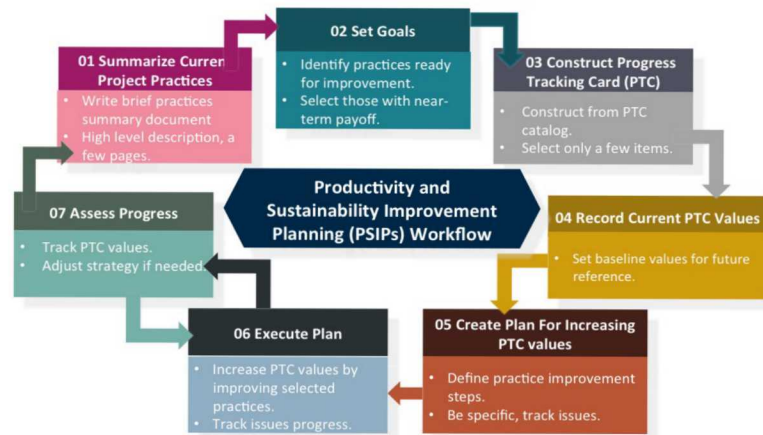 01 Summarize Current
Project Practices
• Write brief practices
summary document
• High level description, a
few pages.
02 Set Goals
• Identify practices ready
for improvement.
• Select those with near-
term payoff.
03 Construct Progress
Tracking Card (PTC)
• Construct from PTC
catalog.
• Select only a few items.
Productivity and
Sustainability Improvement
Planning (PSIPs) Workflow
04 Record Current PTC Values
• Set baseline values for future
reference.
05 Create Plan For Increasing
PTC values
• Define practice improvement
steps.
• Be specific, track issues.
06 Execute Plan
• Increase PTC values by
improving selected
practices.
• Track issues progress.
07 Assess Progress
• Track PTC values.
• Adjust strategy if needed